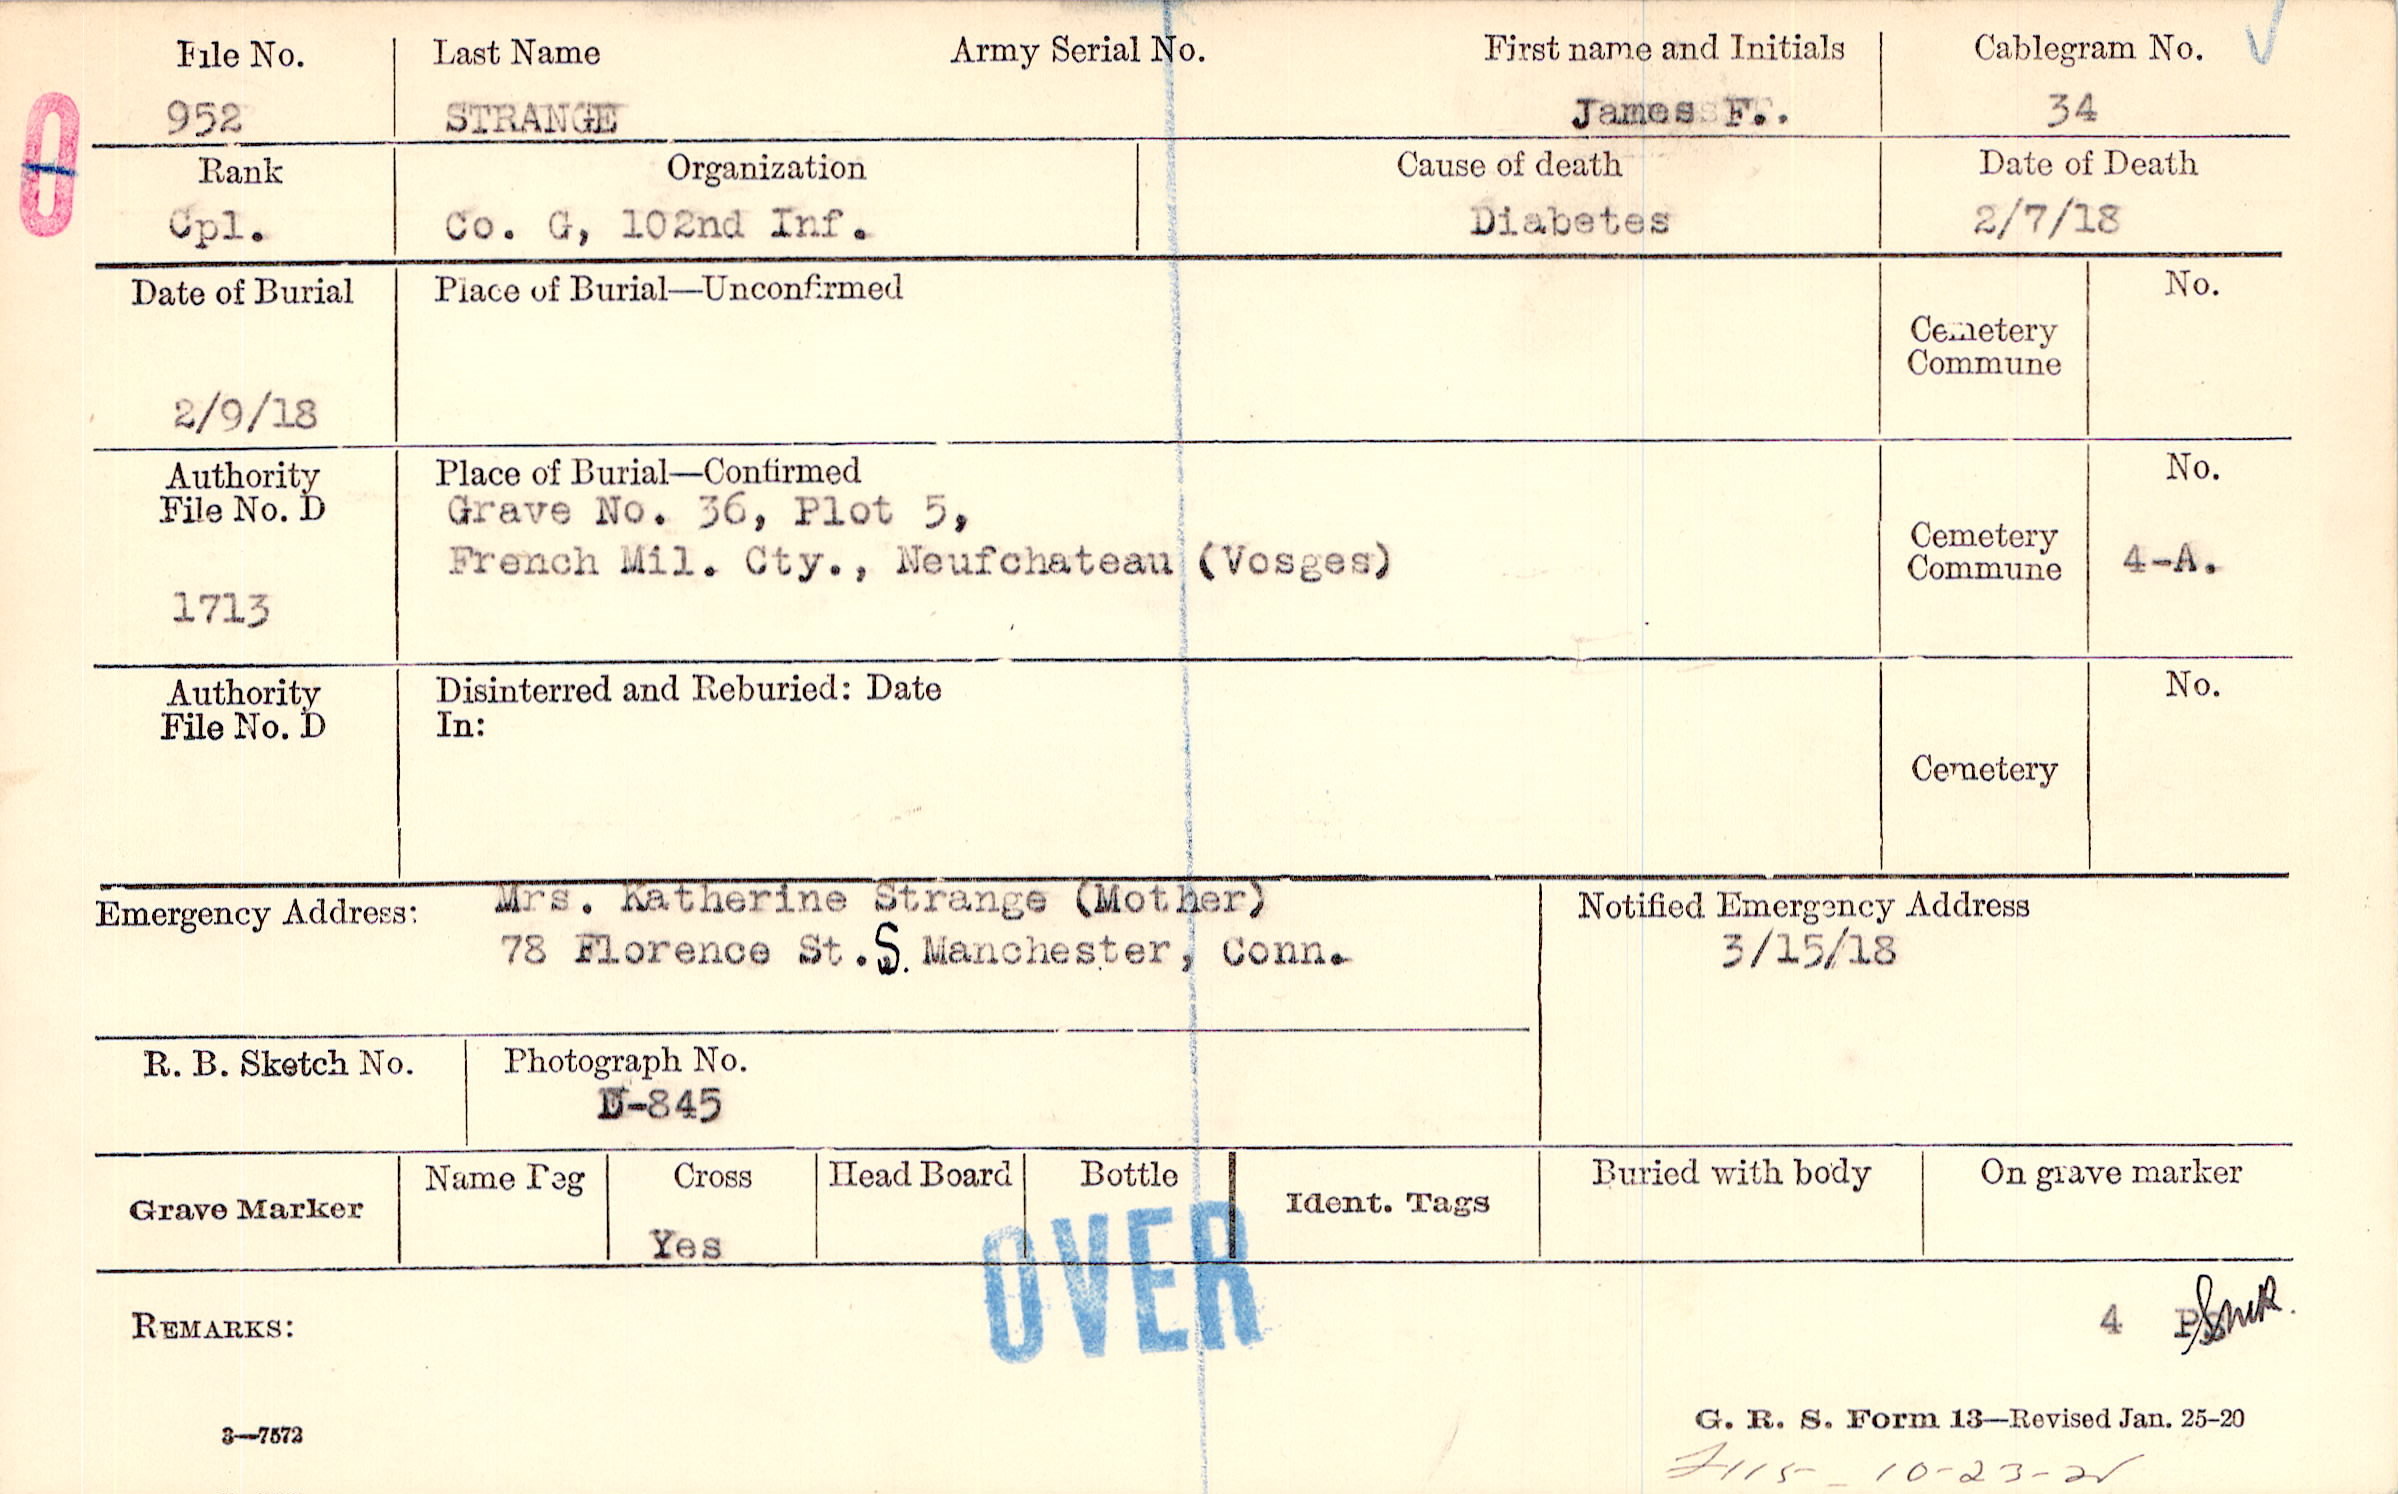 File No. Last Name Army Serial No. First name and Initials Cablegram No.
952 STRANGE James F. 34
Rank Organization Cause of death Date of Death
Cpl. Co. G, 102nd Inf. Diabetes 2/7/18
Date of Burial Place of Burial—Unconfirmed No.
Cemetery
Commune
2/9/18
Authority Place of Burial—Confirmed No.
File No. D Grave No. 36, Plot 5,
French Mil. Cty., Neufchateau (Vosges) Cemetery
Commune 4-A.
1713
Authority Disinterred and Reburied: Date No.
File No. D In:
Cemetery
Emergency Address: Mrs. Katherine Strange (Mother) Notified Emergency Address
78 Florence St. S. Manchester, Conn. 3/15/18
R. B. Sketch No. Photograph No.
-845
Grave Marker Name Peg Cross Head Board Bottle Ident. Tags Buried with body On grave marker
Yes
OVER
REMARKS: 4
3—7572 G. R. S. Form 13—Revised Jan. 25-20
10-23-21